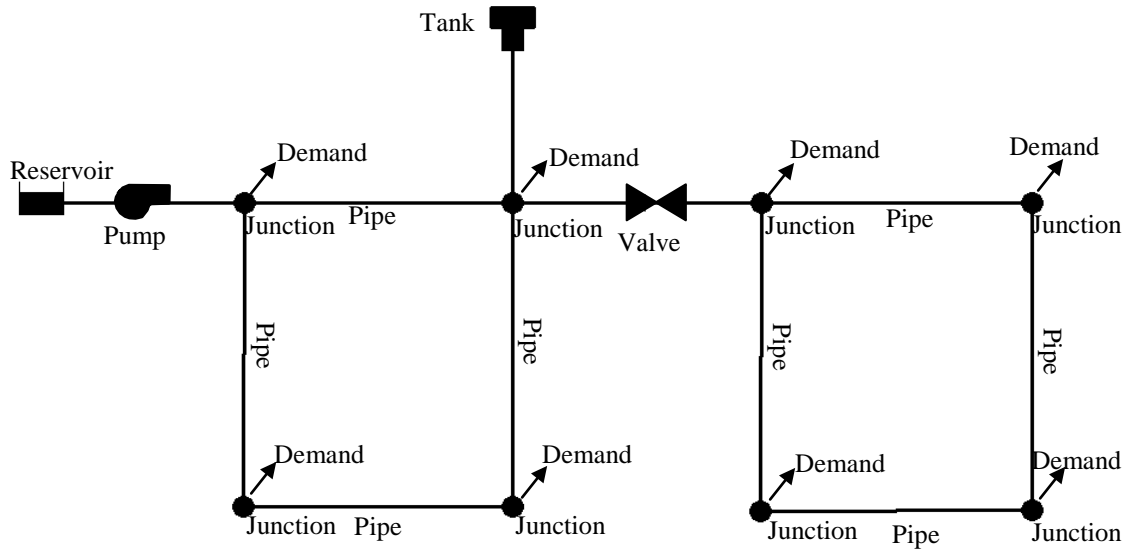 Tank
Demand
Demand
Demand
Demand
Reservoir
Pump
Junction
Pipe
Junction
Valve
Junction
Pipe
Junction
Pipe
Pipe
Pipe
Pipe
Demand
Demand
Demand
Demand
Junction
Pipe
Junction
Junction
Pipe
Junction